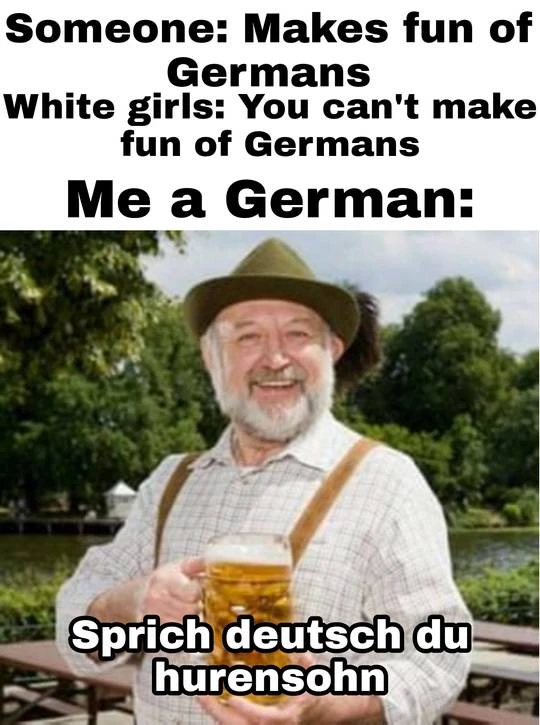 Someone: Makes fun of
Germans
White girls: You can't make
fun of Germans
Me a German:
Sprich deutsch du
hurensohn